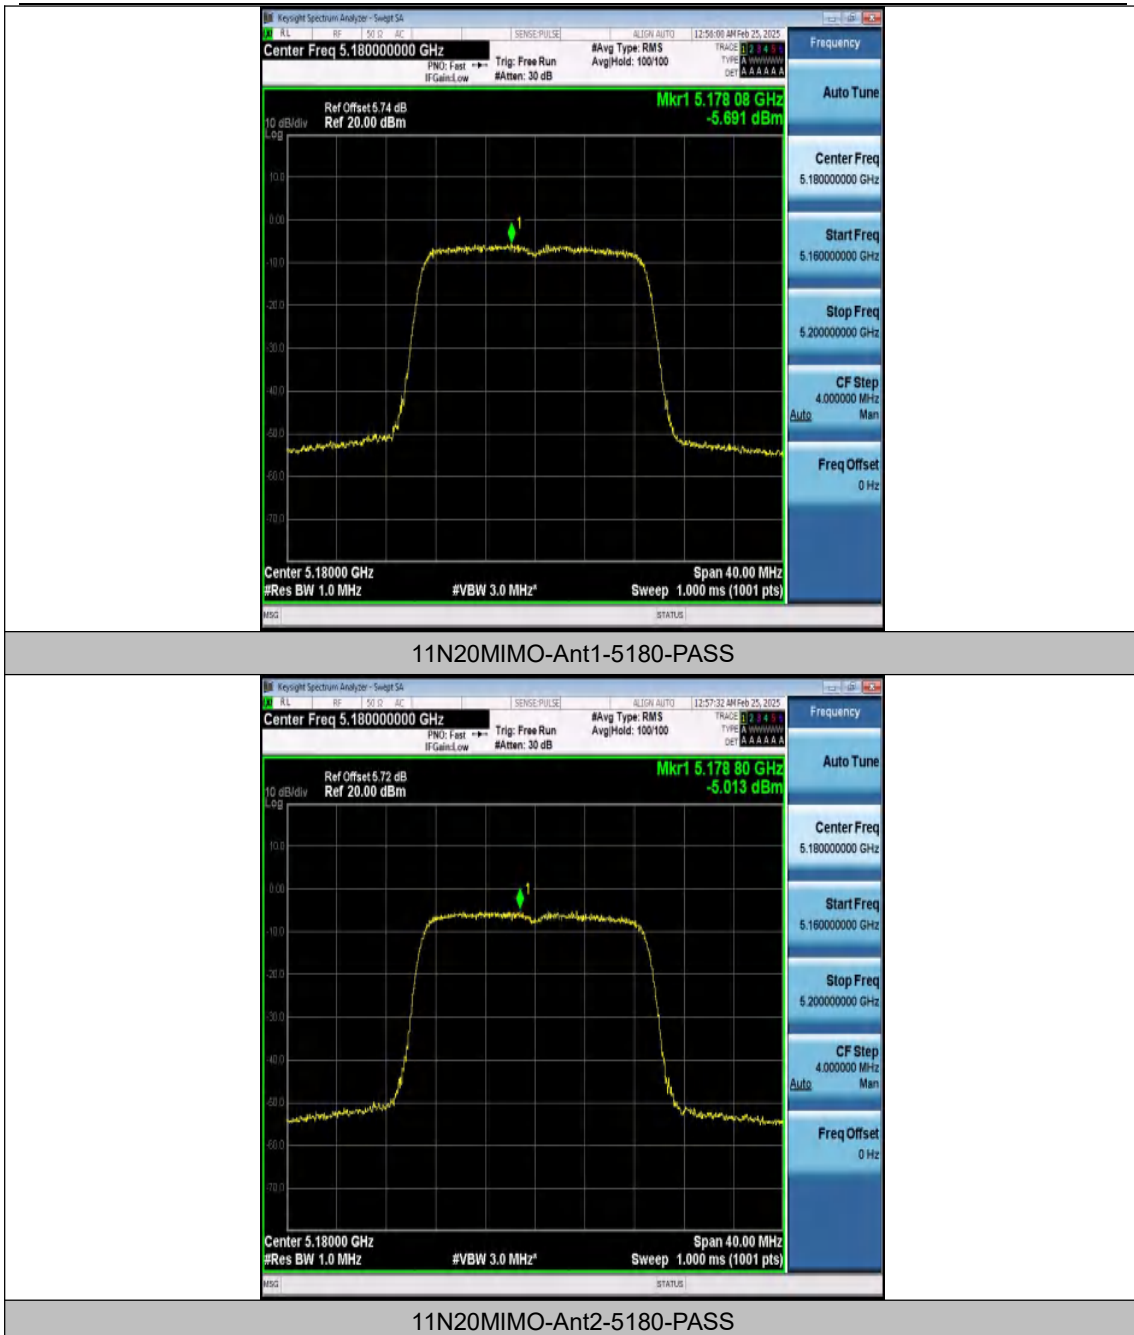 Keysight Spectrum Analyzer - Swept SA
RL RF 50 Ω AC SENSE:PULSE ALIGN AUTO 12:56:00 AM Feb 25, 2025
Center Freq 5.180000000 GHz #Avg Type: RMS TRACE 1 2 3 4 5 6
PNO: Fast Trig: Free Run Avg|Hold: 100/100 TYPE A WWWWW
IFGain:Low #Atten: 30 dB DET A A A A A A
Frequency
Auto Tune
Mkr1 5.178 08 GHz
-5.691 dBm
Ref Offset 5.74 dB
10 dB/div Ref 20.00 dBm
Log
10.0
0.00
-10.0
-20.0
-30.0
-40.0
-50.0
-60.0
-70.0
1
Center Freq
5.180000000 GHz
Start Freq
5.160000000 GHz
Stop Freq
5.200000000 GHz
CF Step
4.000000 MHz
Auto Man
Freq Offset
0 Hz
Center 5.18000 GHz Span 40.00 MHz
#Res BW 1.0 MHz #VBW 3.0 MHz* Sweep 1.000 ms (1001 pts)
MSG STATUS
11N20MIMO-Ant1-5180-PASS
Keysight Spectrum Analyzer - Swept SA
RL RF 50 Ω AC SENSE:PULSE ALIGN AUTO 12:57:32 AM Feb 25, 2025
Center Freq 5.180000000 GHz #Avg Type: RMS TRACE 1 2 3 4 5 6
PNO: Fast Trig: Free Run Avg|Hold: 100/100 TYPE A WWWWW
IFGain:Low #Atten: 30 dB DET A A A A A A
Frequency
Auto Tune
Mkr1 5.178 80 GHz
-5.013 dBm
Ref Offset 5.72 dB
10 dB/div Ref 20.00 dBm
Log
10.0
0.00
-10.0
-20.0
-30.0
-40.0
-50.0
-60.0
-70.0
1
Center Freq
5.180000000 GHz
Start Freq
5.160000000 GHz
Stop Freq
5.200000000 GHz
CF Step
4.000000 MHz
Auto Man
Freq Offset
0 Hz
Center 5.18000 GHz Span 40.00 MHz
#Res BW 1.0 MHz #VBW 3.0 MHz* Sweep 1.000 ms (1001 pts)
MSG STATUS
11N20MIMO-Ant2-5180-PASS